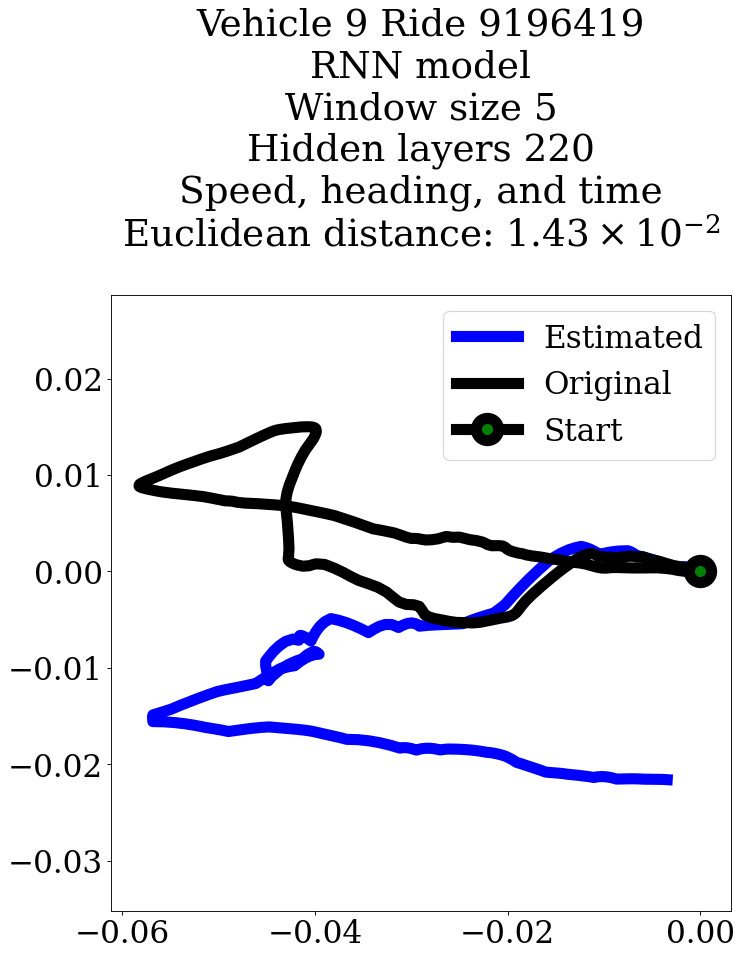 Vehicle 9 Ride 9196419
RNN model
Window size 5
Hidden layers 220
Speed, heading, and time
Euclidean distance: 1.43 × 10⁻²
Estimated
Original
Start
0.02
0.01
0.00
−0.01
−0.02
−0.03
−0.06
−0.04
−0.02
0.00